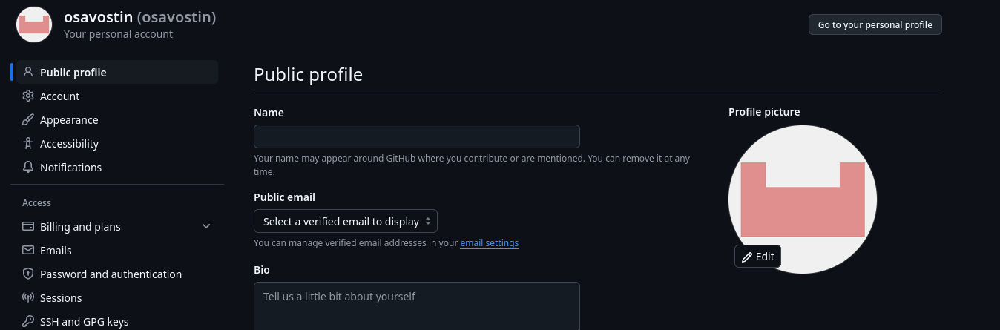 osavostin (osavostin)
Your personal account
Go to your personal profile
Public profile
Account
Appearance
Accessibility
Notifications
Access
Billing and plans
Emails
Password and authentication
Sessions
SSH and GPG keys
Public profile
Name
Your name may appear around GitHub where you contribute or are mentioned. You can remove it at any
time.
Public email
Select a verified email to display
You can manage verified email addresses in your email settings
Bio
Tell us a little bit about yourself
Profile picture
Edit